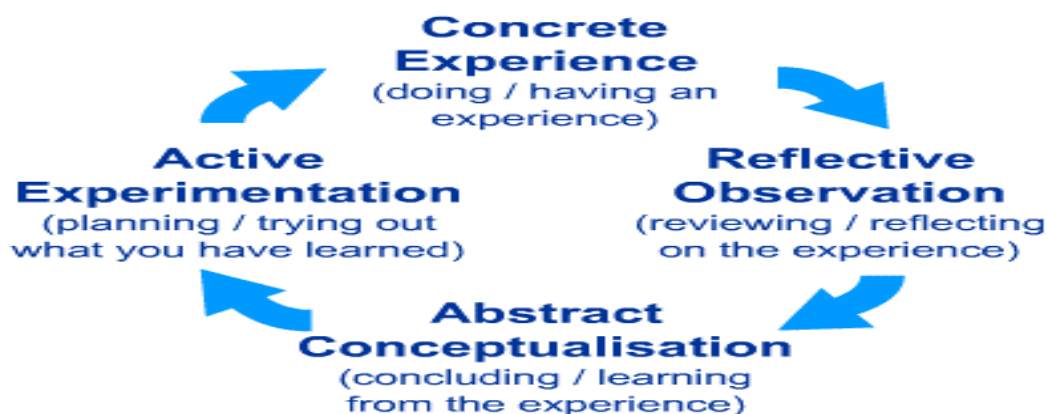 Concrete
Experience
(doing / having an
experience)
Reflective
Observation
(reviewing / reflecting
on the experience)
Abstract
Conceptualisation
(concluding / learning
from the experience)
Active
Experimentation
(planning / trying out
what you have learned)